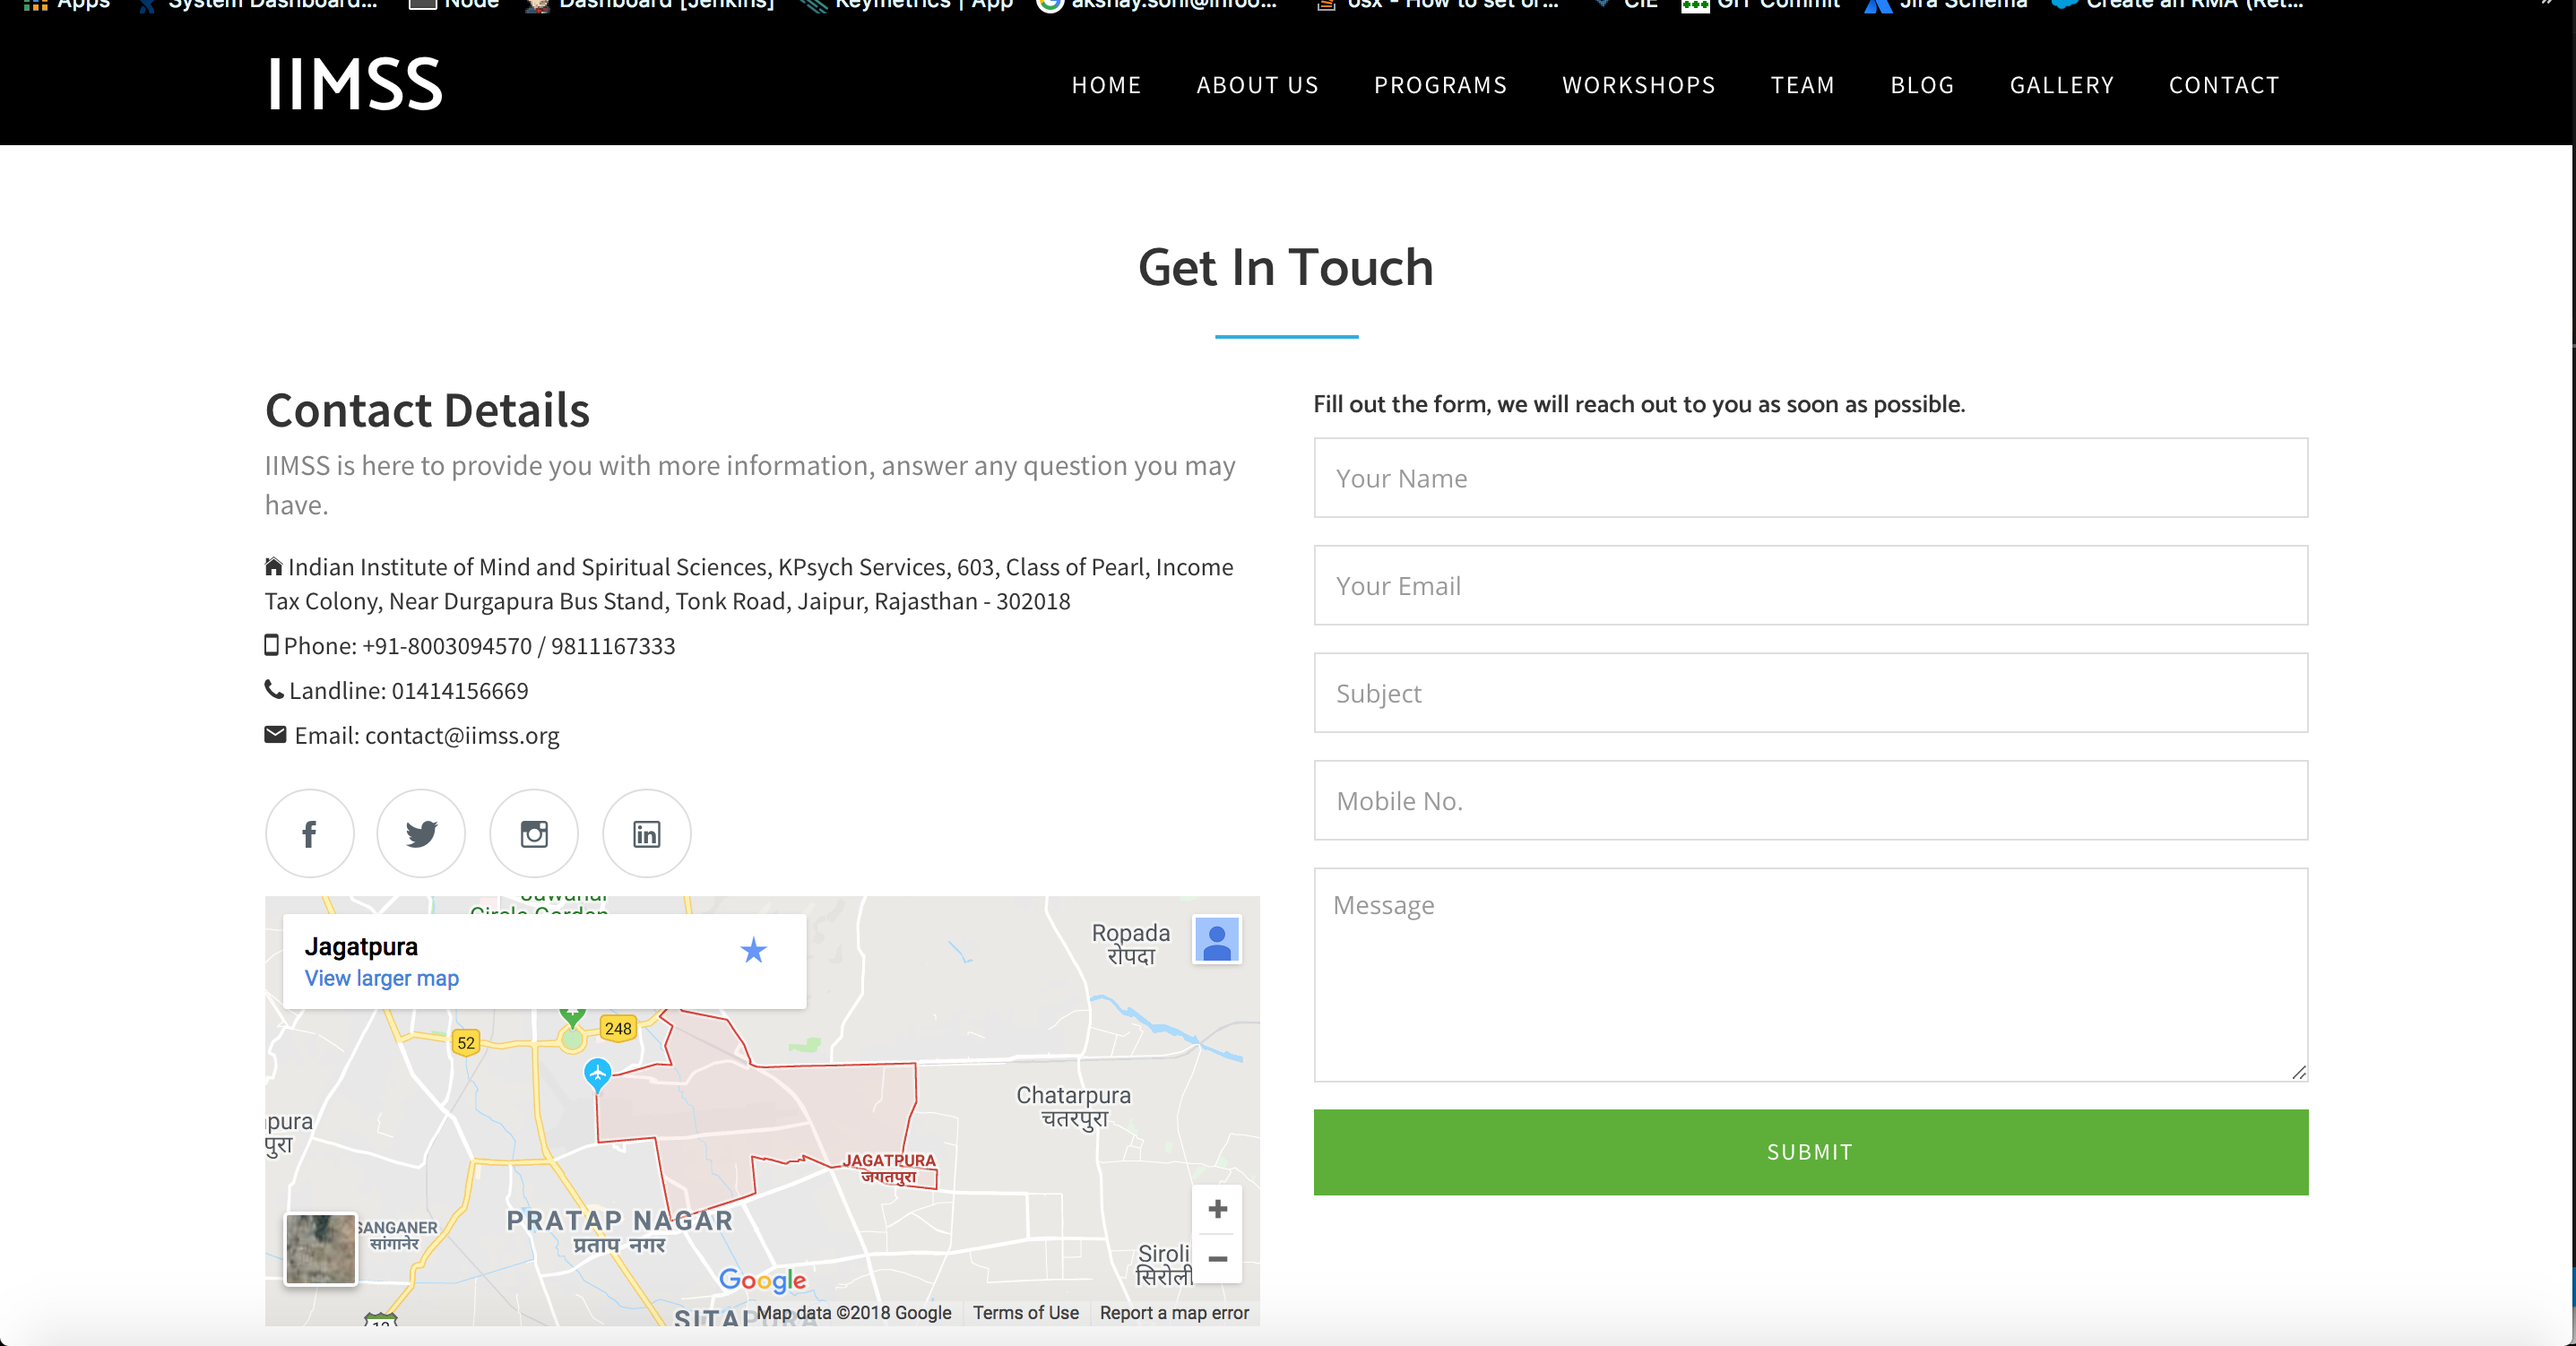 Apps System Dashboard... Node Dashboard [Jenkins] Keymetrics | App akshay.soni@infoo... osx - How to set or... CIE GIT Commit Jira Schema Create an RMA (Ret... »
IIMSS
HOME ABOUT US PROGRAMS WORKSHOPS TEAM BLOG GALLERY CONTACT
Get In Touch
Contact Details
IIMSS is here to provide you with more information, answer any question you may
have.
Indian Institute of Mind and Spiritual Sciences, KPsych Services, 603, Class of Pearl, Income
Tax Colony, Near Durgapura Bus Stand, Tonk Road, Jaipur, Rajasthan - 302018
Phone: +91-8003094570 / 9811167333
Landline: 01414156669
Email: contact@iimss.org
Fill out the form, we will reach out to you as soon as possible.
Your Name
Your Email
Subject
Mobile No.
Message
SUBMIT
Jagatpura
View larger map
Ropada
रोपदा
248
52
Chatarpura
चतरपुरा
pura
पुरा
JAGATPURA
जगतपुरा
PRATAP NAGAR
प्रताप नगर
SANGANER
सांगानेर
Siroli
सिरोली
Google
SITAPURA
Map data ©2018 Google Terms of Use Report a map error